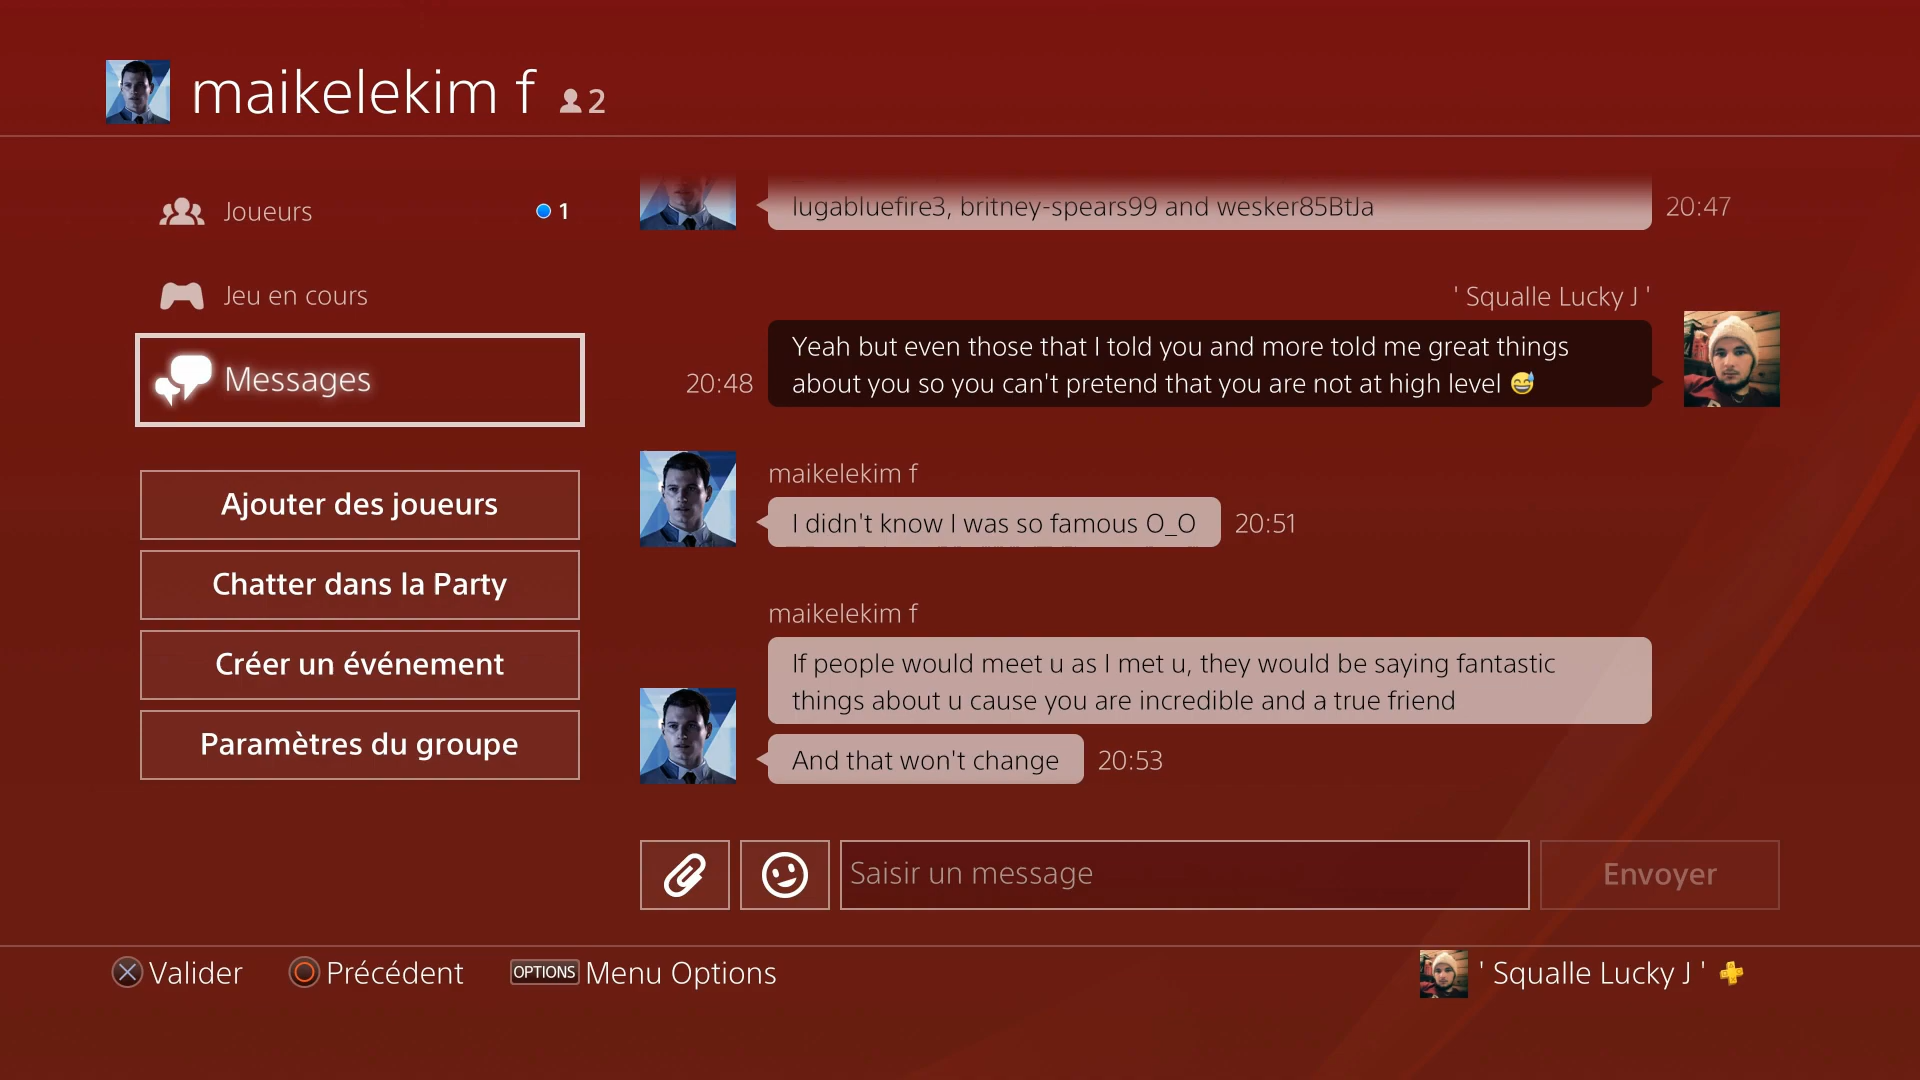 maikelekim f 2
Joueurs 1
Jeu en cours
Messages
Ajouter des joueurs
Chatter dans la Party
Créer un événement
Paramètres du groupe
lugabluefire3, britney-spears99 and wesker85BtJa 20:47
' Squalle Lucky J '
Yeah but even those that I told you and more told me great things
20:48 about you so you can't pretend that you are not at high level 😅
maikelekim f
I didn't know I was so famous O_O 20:51
maikelekim f
If people would meet u as I met u, they would be saying fantastic
things about u cause you are incredible and a true friend
And that won't change 20:53
Saisir un message Envoyer
Valider Précédent OPTIONS Menu Options ' Squalle Lucky J '